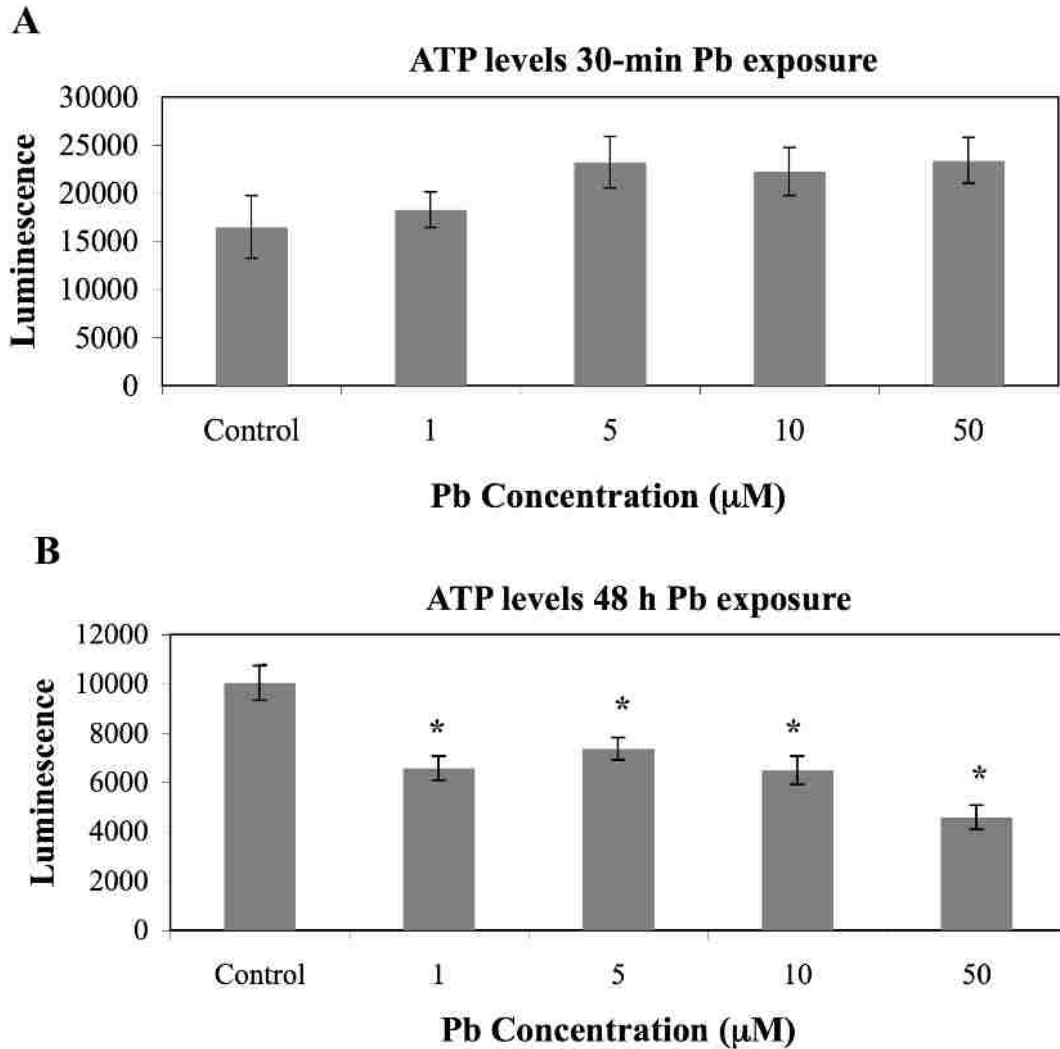 A
ATP levels 30-min Pb exposure
30000
25000
20000
15000
10000
5000
0
Luminescence
Control 1 5 10 50
Pb Concentration (μM)
B
ATP levels 48 h Pb exposure
12000
10000
8000
6000
4000
2000
0
Luminescence
* * * *
Control 1 5 10 50
Pb Concentration (μM)